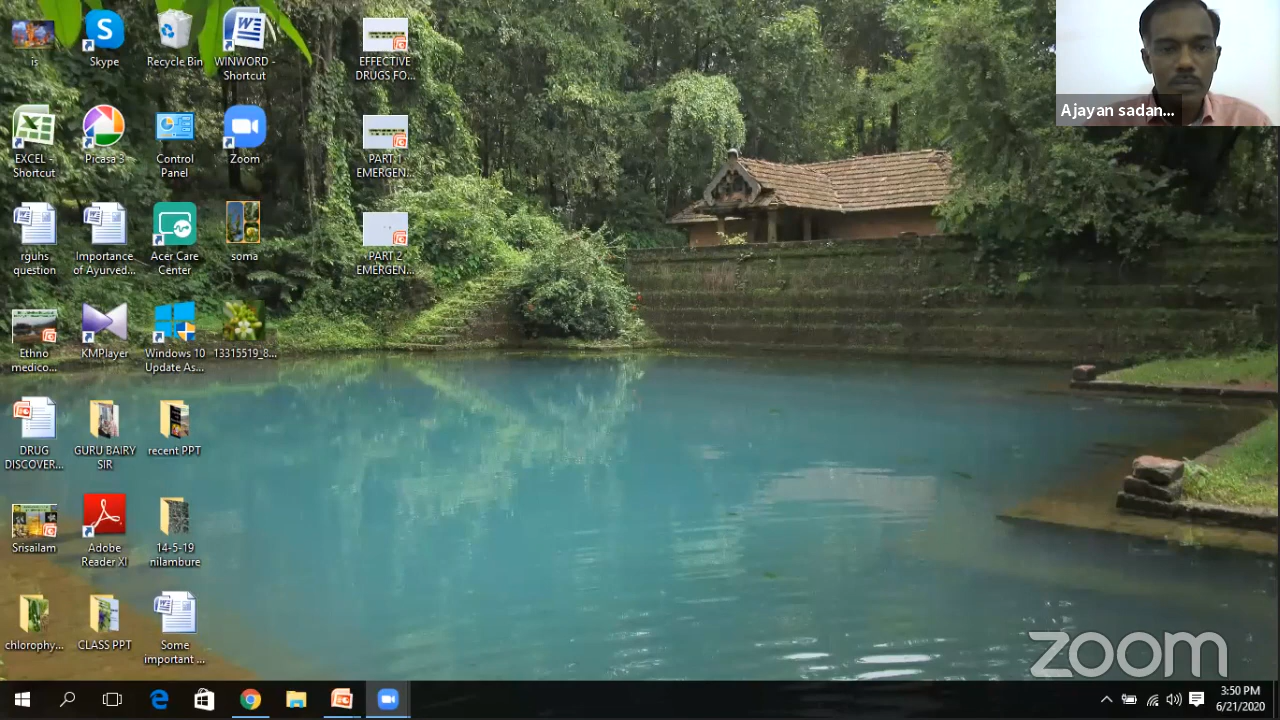 is
Skype
Recycle Bin
WINWORD -
Shortcut
EFFECTIVE
DRUGS FO...
Ajayan sadan...
EXCEL -
Shortcut
Picasa 3
Control
Panel
Zoom
PART 1
EMERGEN...
rguhs
question
Importance
of Ayurved...
Acer Care
Center
soma
PART 2
EMERGEN...
Ethno
medico...
KMPlayer
Windows 10
Update As...
13315519_8...
DRUG
DISCOVER...
GURU BAIRY
SIR
recent PPT
Srisailam
Adobe
Reader XI
14-5-19
nilambure
chlorophy...
CLASS PPT
Some
important ...
zoom
3:50 PM
6/21/2020